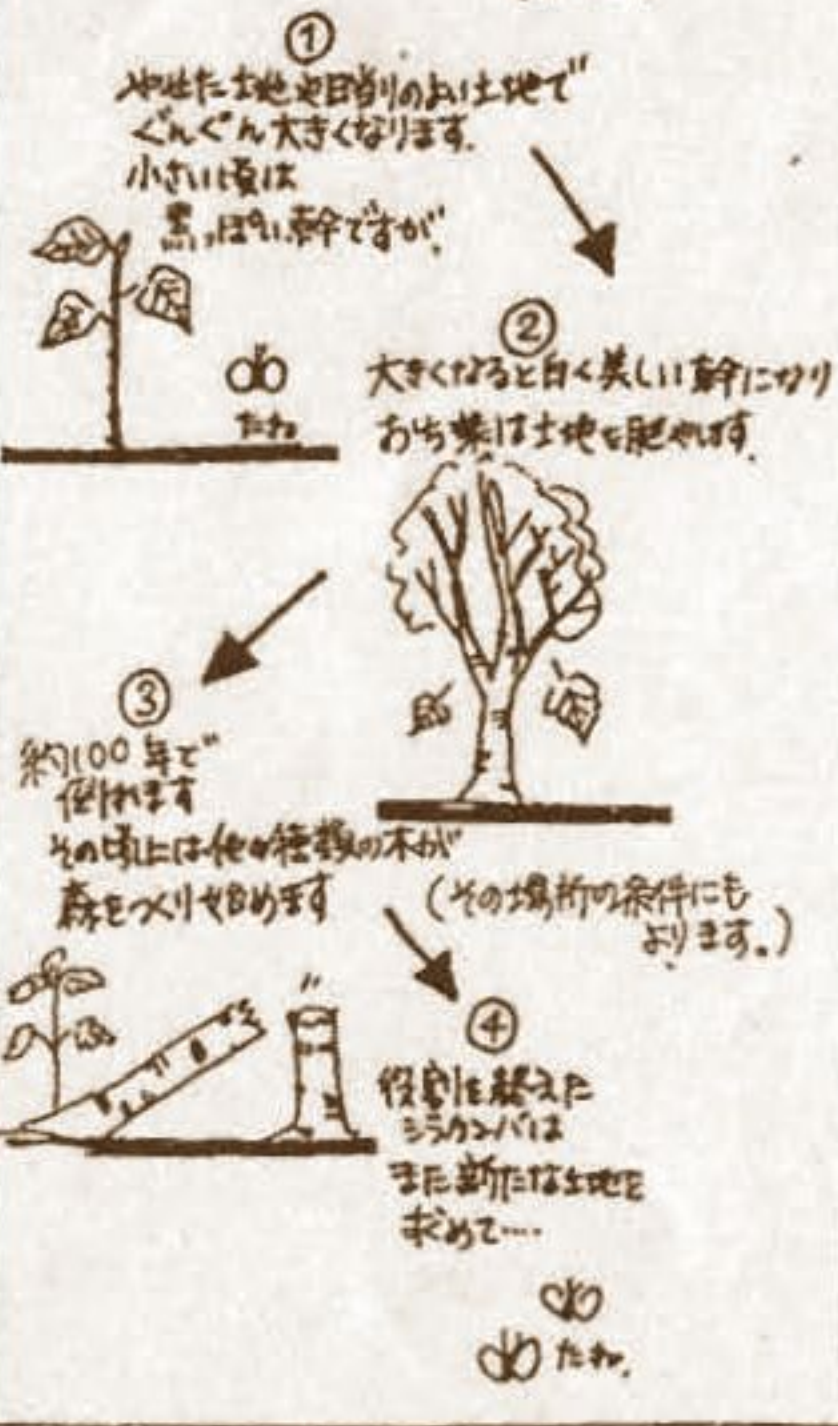 ①
やせた土地や日当りのよい土地で
ぐんぐん大きくなります。
小さい頃は
黒っぽい幹ですが、
たね
②
大きくなると白く美しい幹になり
おち葉は土地を肥やします。
③
約100年で
倒れます
その頃には他の種類の木が
森をつくり始めます
(その場所の条件にも
よります。)
④
役割を終えた
シラカンバは
また新たな土地を
求めて‥‥
たね。